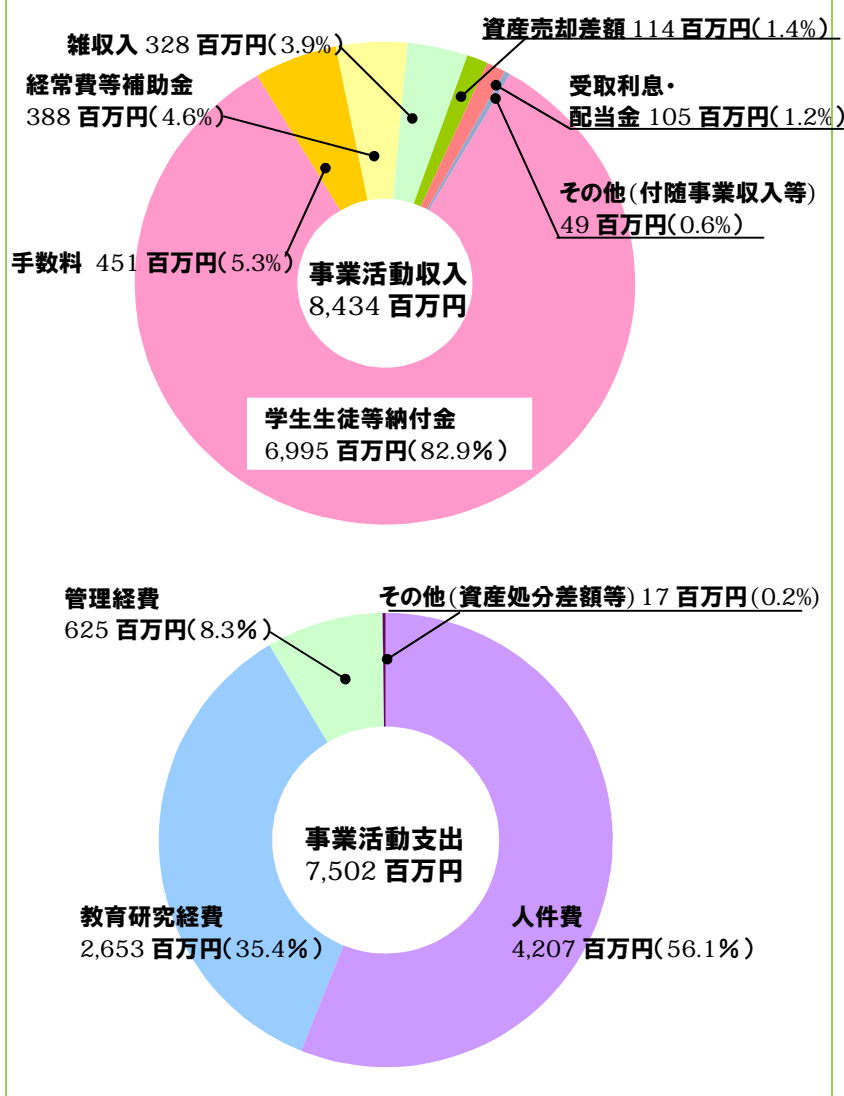 雑収入 328 百万円(3.9%)
資産売却差額 114 百万円(1.4%)
経常費等補助金
388 百万円(4.6%)
受取利息・
配当金 105 百万円(1.2%)
その他(付随事業収入等)
49 百万円(0.6%)
手数料 451 百万円(5.3%)
事業活動収入
8,434 百万円
学生生徒等納付金
6,995 百万円(82.9%)
管理経費
625 百万円(8.3%)
その他(資産処分差額等) 17 百万円(0.2%)
事業活動支出
7,502 百万円
教育研究経費
2,653 百万円(35.4%)
人件費
4,207 百万円(56.1%)